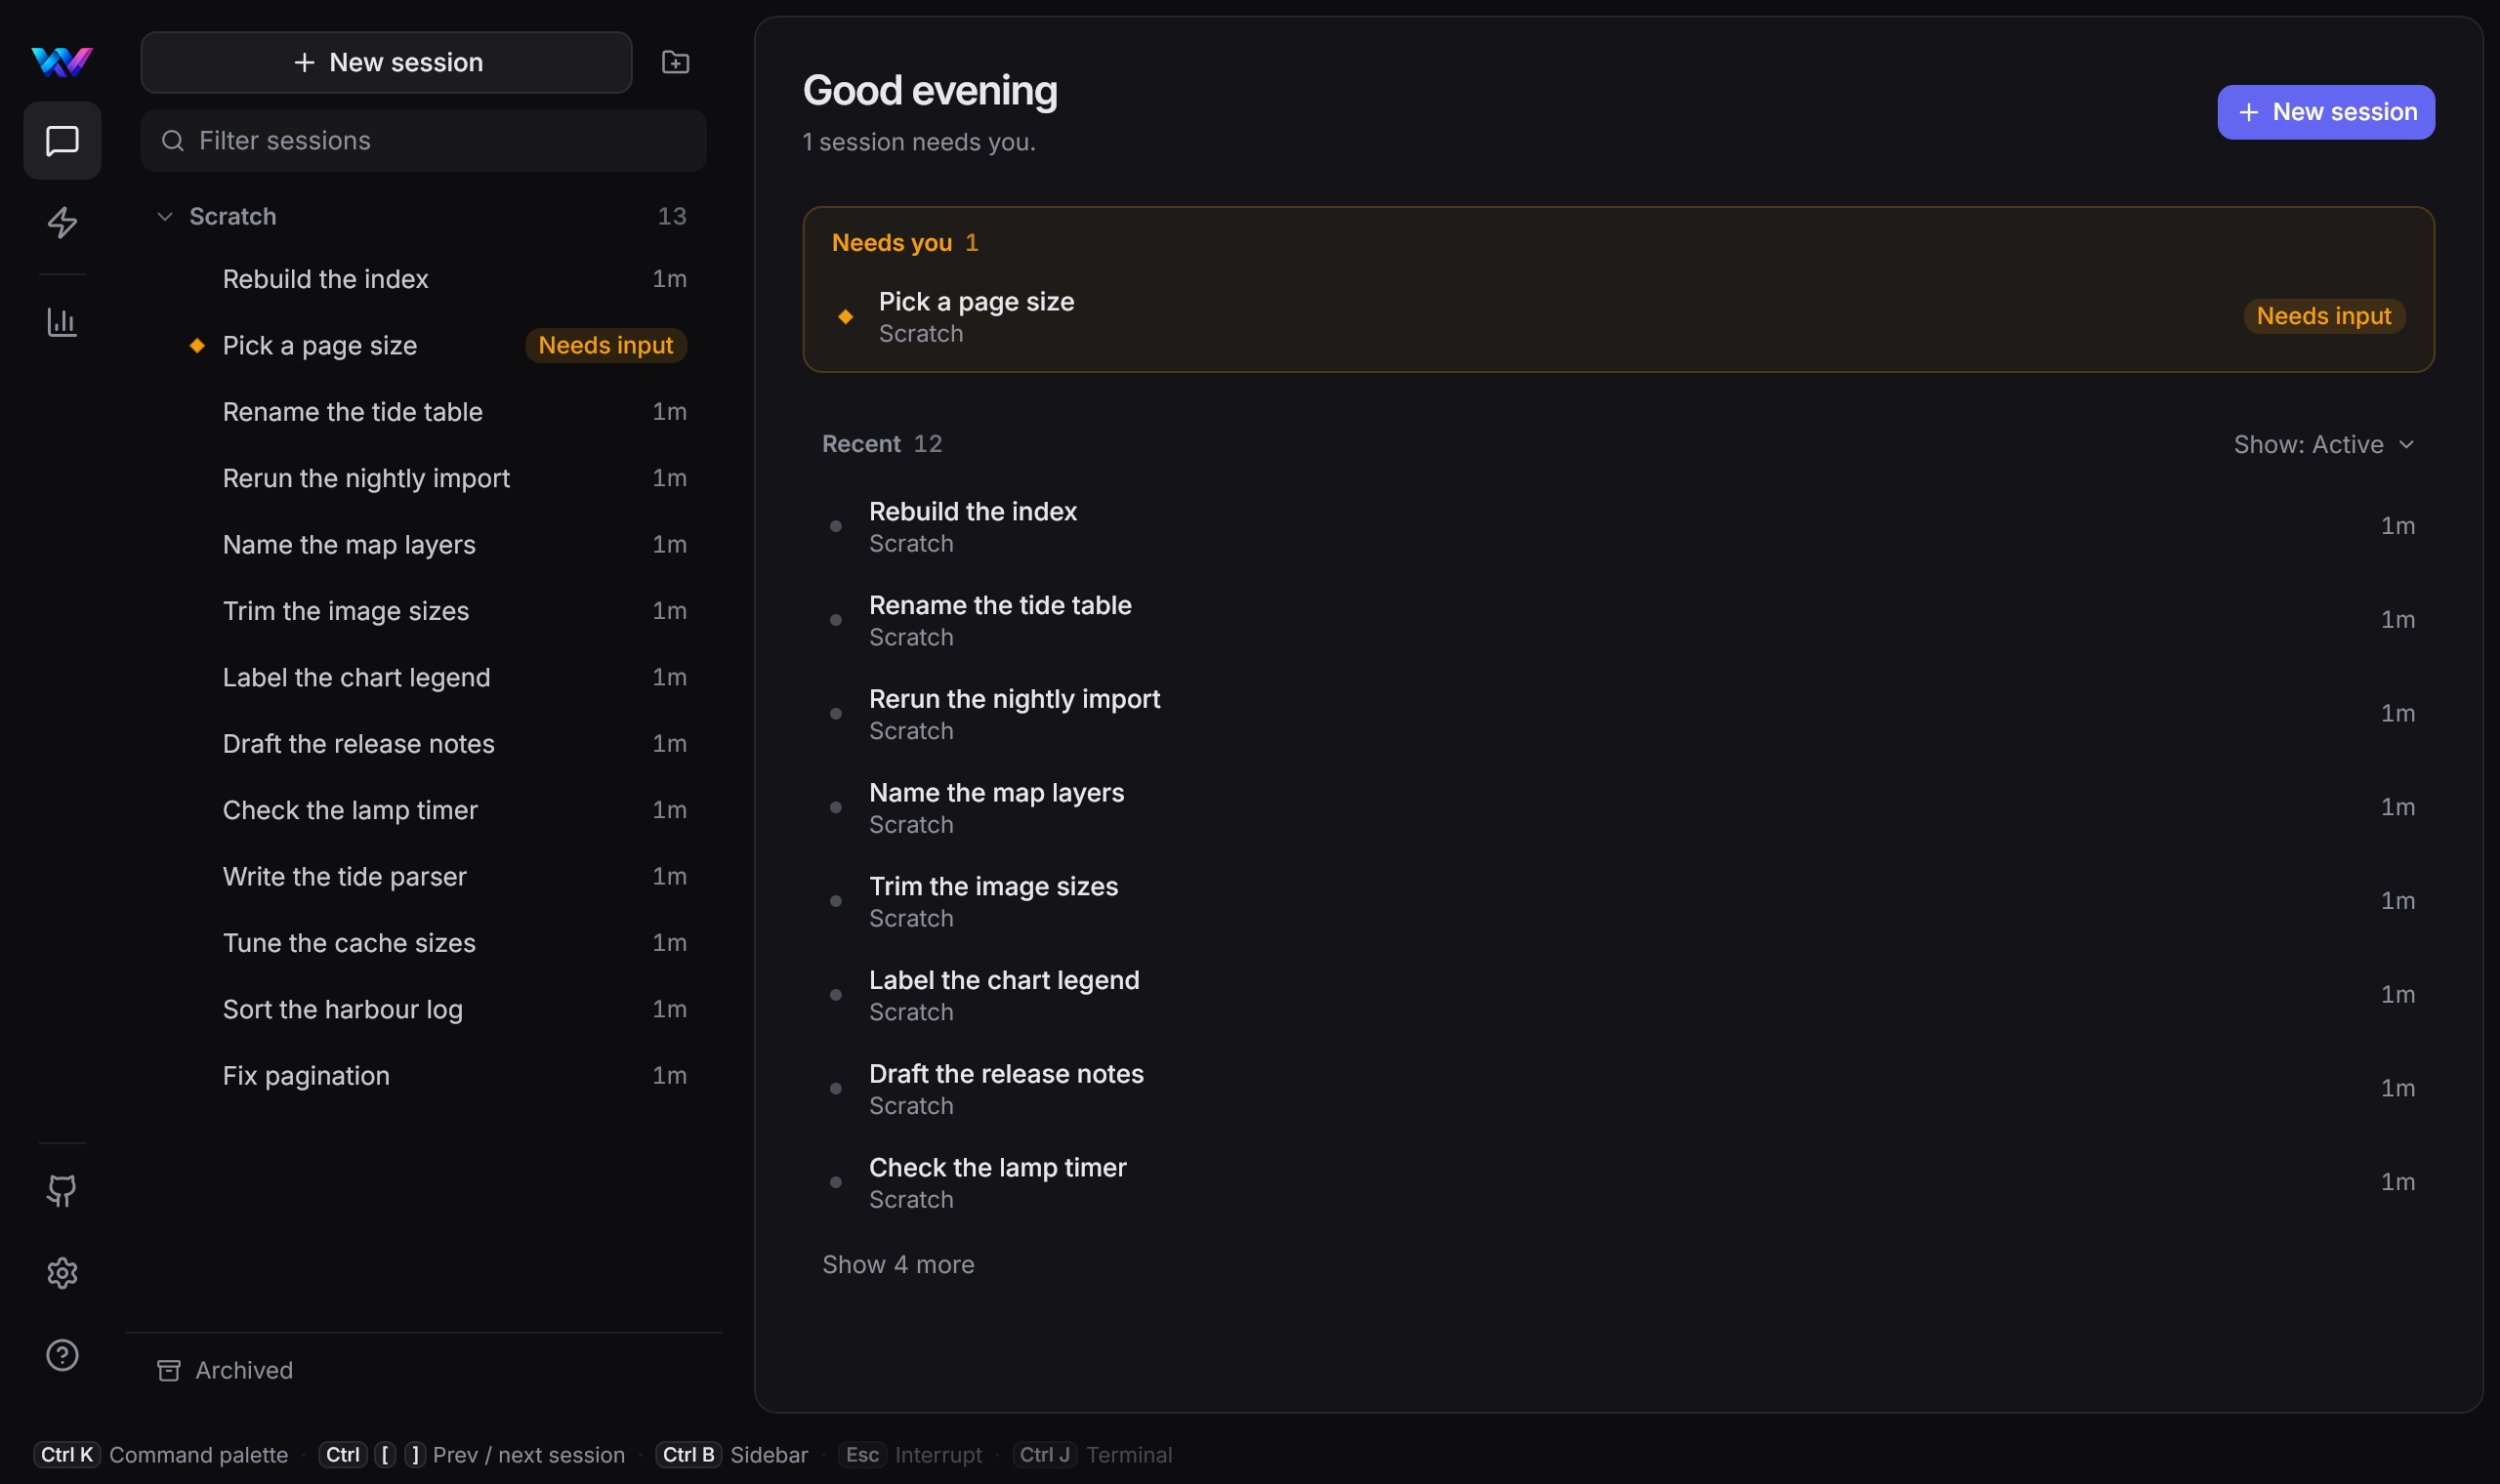 New session
Filter sessions
Scratch 13
Rebuild the index 1m
Pick a page size Needs input
Rename the tide table 1m
Rerun the nightly import 1m
Name the map layers 1m
Trim the image sizes 1m
Label the chart legend 1m
Draft the release notes 1m
Check the lamp timer 1m
Write the tide parser 1m
Tune the cache sizes 1m
Sort the harbour log 1m
Fix pagination 1m
Archived
Good evening
1 session needs you.
New session
Needs you 1
Pick a page size
Scratch
Needs input
Recent 12
Show: Active
Rebuild the index
Scratch
1m
Rename the tide table
Scratch
1m
Rerun the nightly import
Scratch
1m
Name the map layers
Scratch
1m
Trim the image sizes
Scratch
1m
Label the chart legend
Scratch
1m
Draft the release notes
Scratch
1m
Check the lamp timer
Scratch
1m
Show 4 more
Ctrl K Command palette · Ctrl [ ] Prev / next session · Ctrl B Sidebar · Esc Interrupt · Ctrl J Terminal